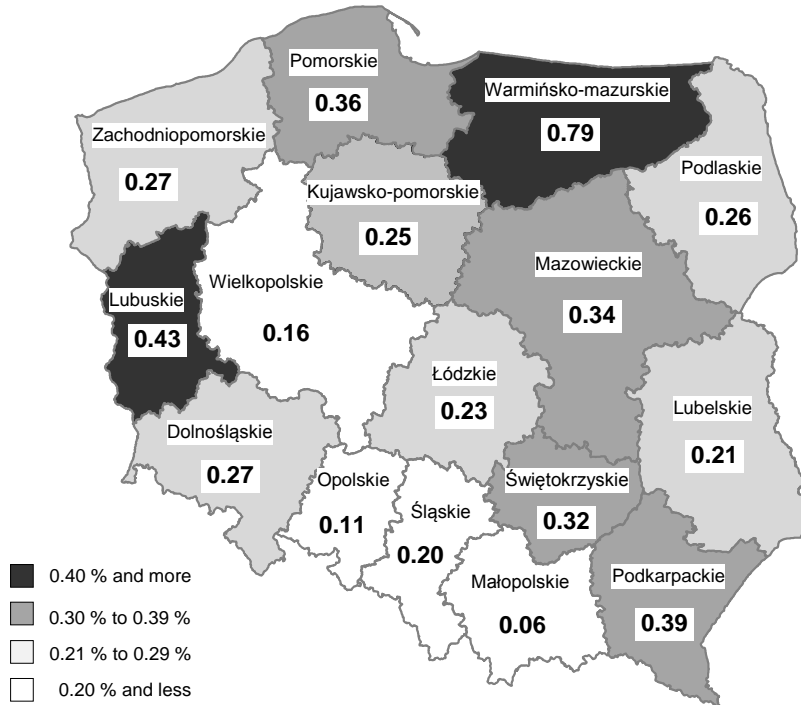 Pomorskie
0.36
Warmińsko-mazurskie
0.79
Zachodniopomorskie
0.27
Kujawsko-pomorskie
0.25
Podlaskie
0.26
Mazowieckie
0.34
Wielkopolskie
0.16
Lubuskie
0.43
Łódzkie
0.23
Lubelskie
0.21
Dolnośląskie
0.27
Opolskie
0.11
Śląskie
0.20
Świętokrzyskie
0.32
Małopolskie
0.06
Podkarpackie
0.39
0.40 % and more
0.30 % to 0.39 %
0.21 % to 0.29 %
0.20 % and less